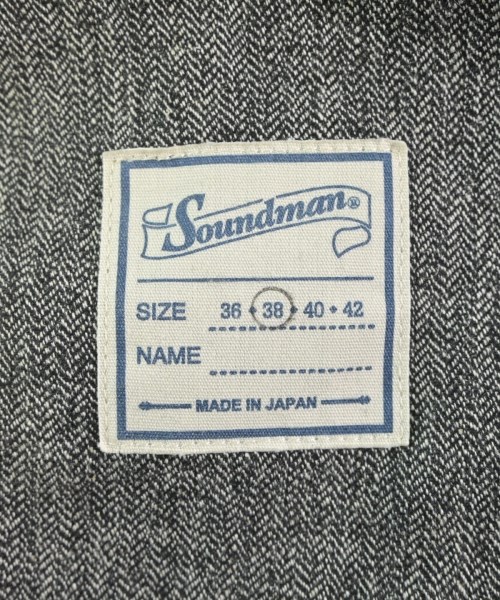 Soundman®
SIZE 36 • 38 • 40 • 42
NAME
MADE IN JAPAN